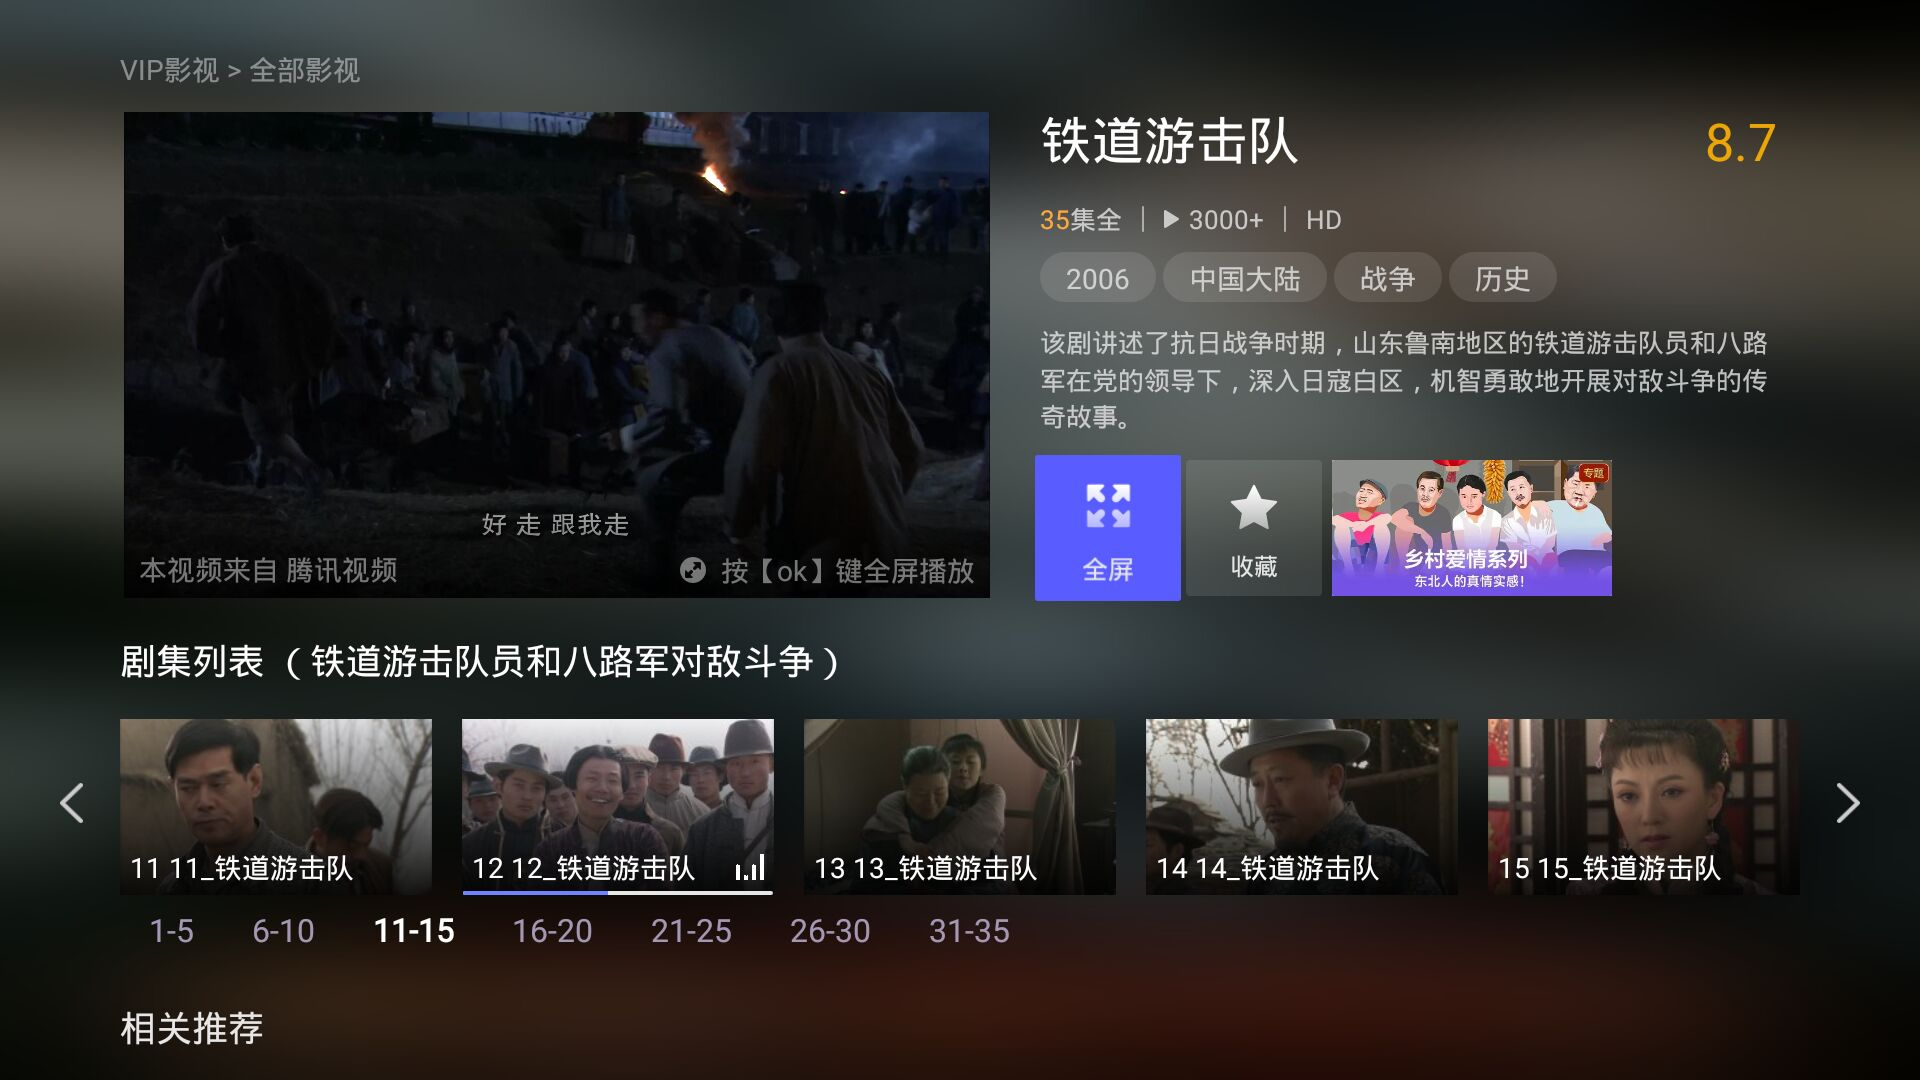 VIP影视 > 全部影视
铁道游击队
8.7
35集全 | 3000+ | HD
2006 中国大陆 战争 历史
该剧讲述了抗日战争时期，山东鲁南地区的铁道游击队员和八路
军在党的领导下，深入日寇白区，机智勇敢地开展对敌斗争的传
奇故事。
好 走 跟我走
本视频来自 腾讯视频
按【ok】键全屏播放
全屏
收藏
专题
乡村爱情系列
东北人的真情实感！
剧集列表 （铁道游击队员和八路军对敌斗争）
11 11_铁道游击队
12 12_铁道游击队
13 13_铁道游击队
14 14_铁道游击队
15 15_铁道游击队
1-5 6-10 11-15 16-20 21-25 26-30 31-35
相关推荐